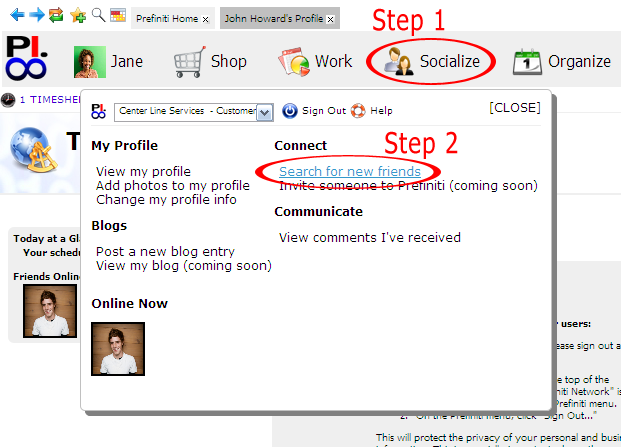 Step 1
Prefiniti Home x
John Howard's Profile x
PI.
Jane
Shop
Work
Socialize
1
Organize
1 TIMESHE
T
PI.
Center Line Services - Customer
Sign Out
Help
[CLOSE]
Step 2
My Profile
Connect
View my profile
Search for new friends
Add photos to my profile
Invite someone to Prefiniti (coming soon)
Change my profile info
Communicate
Blogs
View comments I've received
Post a new blog entry
View my blog (coming soon)
Online Now
Today at a Gl
Your sched
Friends Onlin
r users:
ease sign out a
e top of the
initi Network" is
Prefiniti menu.
2. On the Prefiniti menu, click "Sign Out..."
This will protect the privacy of your personal and busi